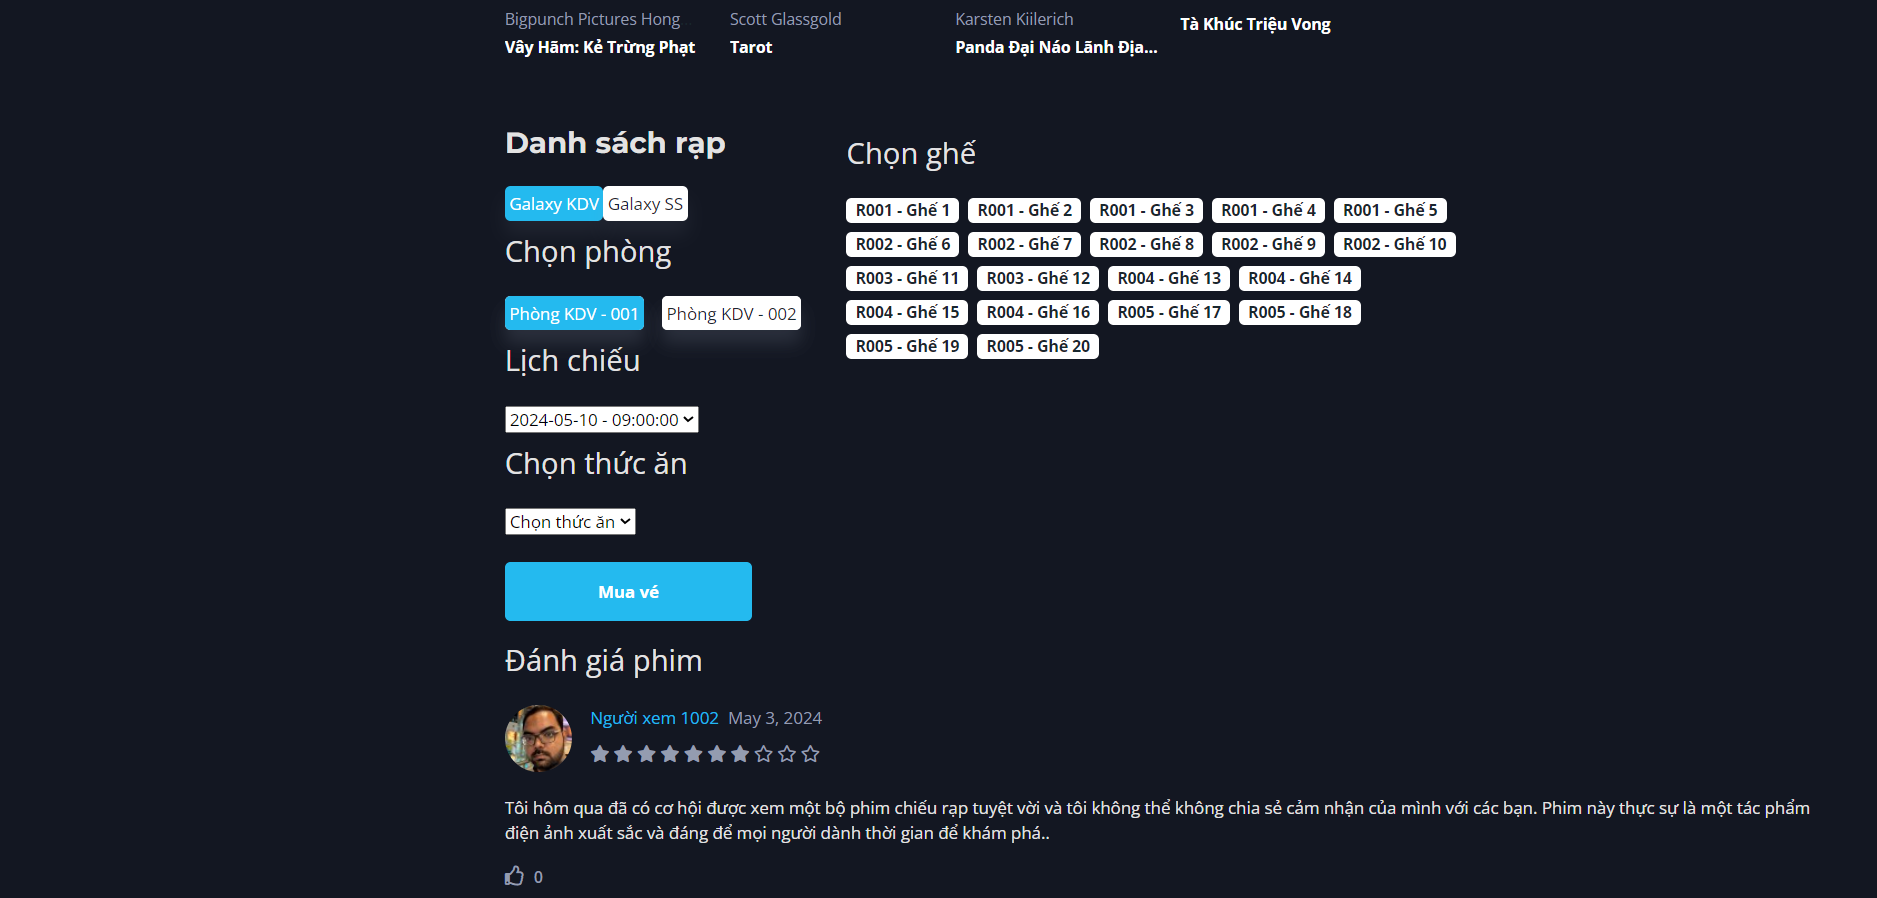 Bigpunch Pictures Hong
Vây Hãm: Kẻ Trừng Phạt
Scott Glassgold
Tarot
Karsten Kiilerich
Panda Đại Náo Lãnh Địa...
Tà Khúc Triệu Vong
Danh sách rạp
Galaxy KDV
Galaxy SS
Chọn phòng
Phòng KDV - 001
Phòng KDV - 002
Lịch chiếu
2024-05-10 - 09:00:00
Chọn thức ăn
Chọn thức ăn
Mua vé
Chọn ghế
R001 - Ghế 1 R001 - Ghế 2 R001 - Ghế 3 R001 - Ghế 4 R001 - Ghế 5
R002 - Ghế 6 R002 - Ghế 7 R002 - Ghế 8 R002 - Ghế 9 R002 - Ghế 10
R003 - Ghế 11 R003 - Ghế 12 R004 - Ghế 13 R004 - Ghế 14
R004 - Ghế 15 R004 - Ghế 16 R005 - Ghế 17 R005 - Ghế 18
R005 - Ghế 19 R005 - Ghế 20
Đánh giá phim
Người xem 1002 May 3, 2024
Tôi hôm qua đã có cơ hội được xem một bộ phim chiếu rạp tuyệt vời và tôi không thể không chia sẻ cảm nhận của mình với các bạn. Phim này thực sự là một tác phẩm
điện ảnh xuất sắc và đáng để mọi người dành thời gian để khám phá..
0